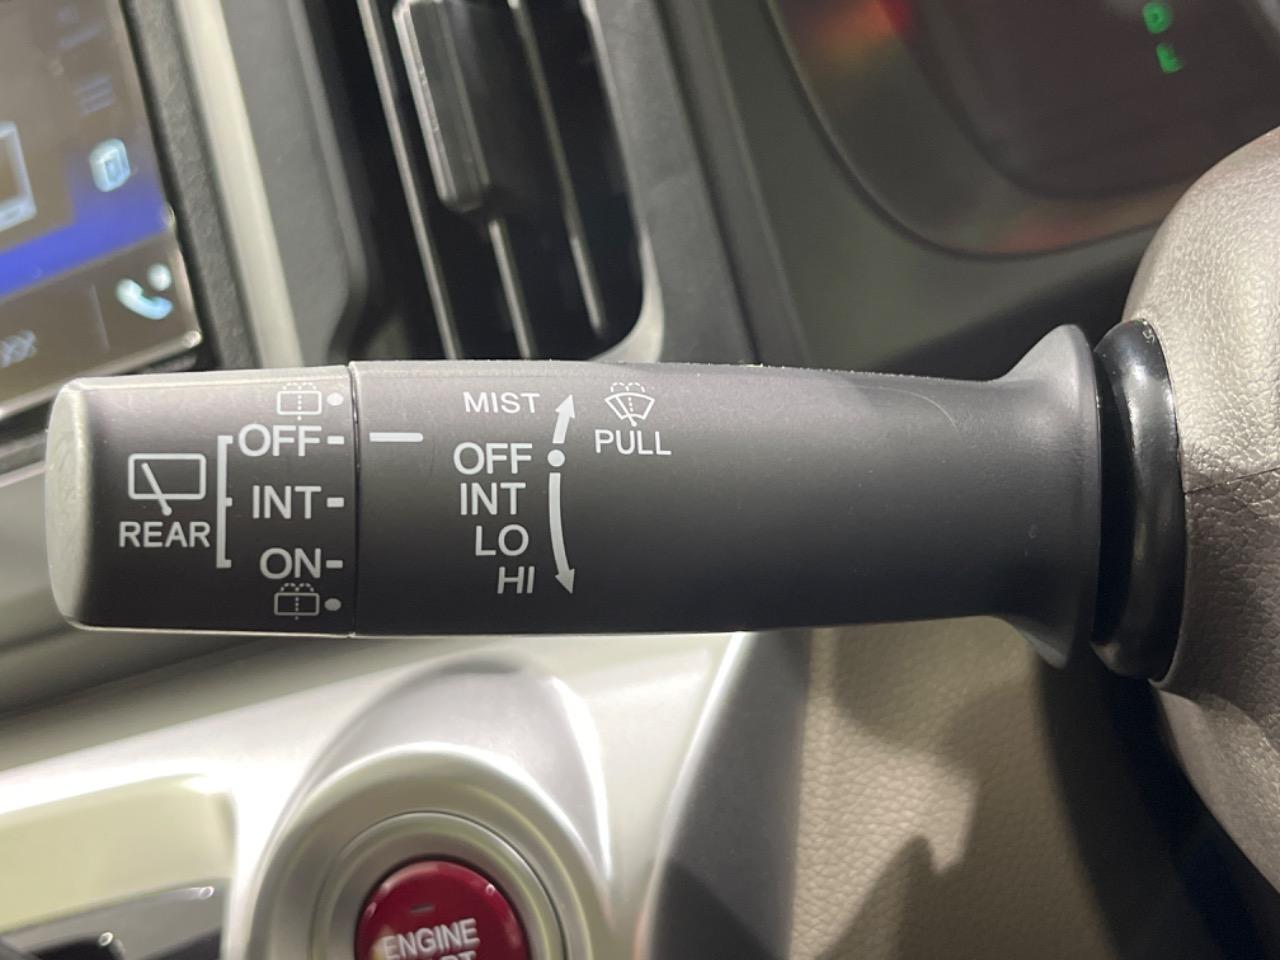 MIST
PULL
OFF
INT
ON
REAR
OFF
INT
LO
HI
ENGINE